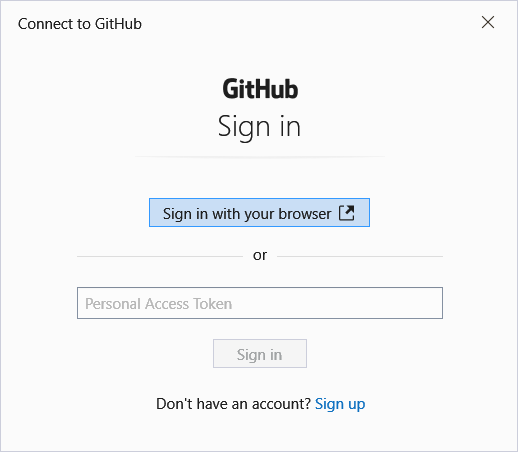 Connect to GitHub
GitHub
Sign in
Sign in with your browser
or
Personal Access Token
Sign in
Don't have an account? Sign up